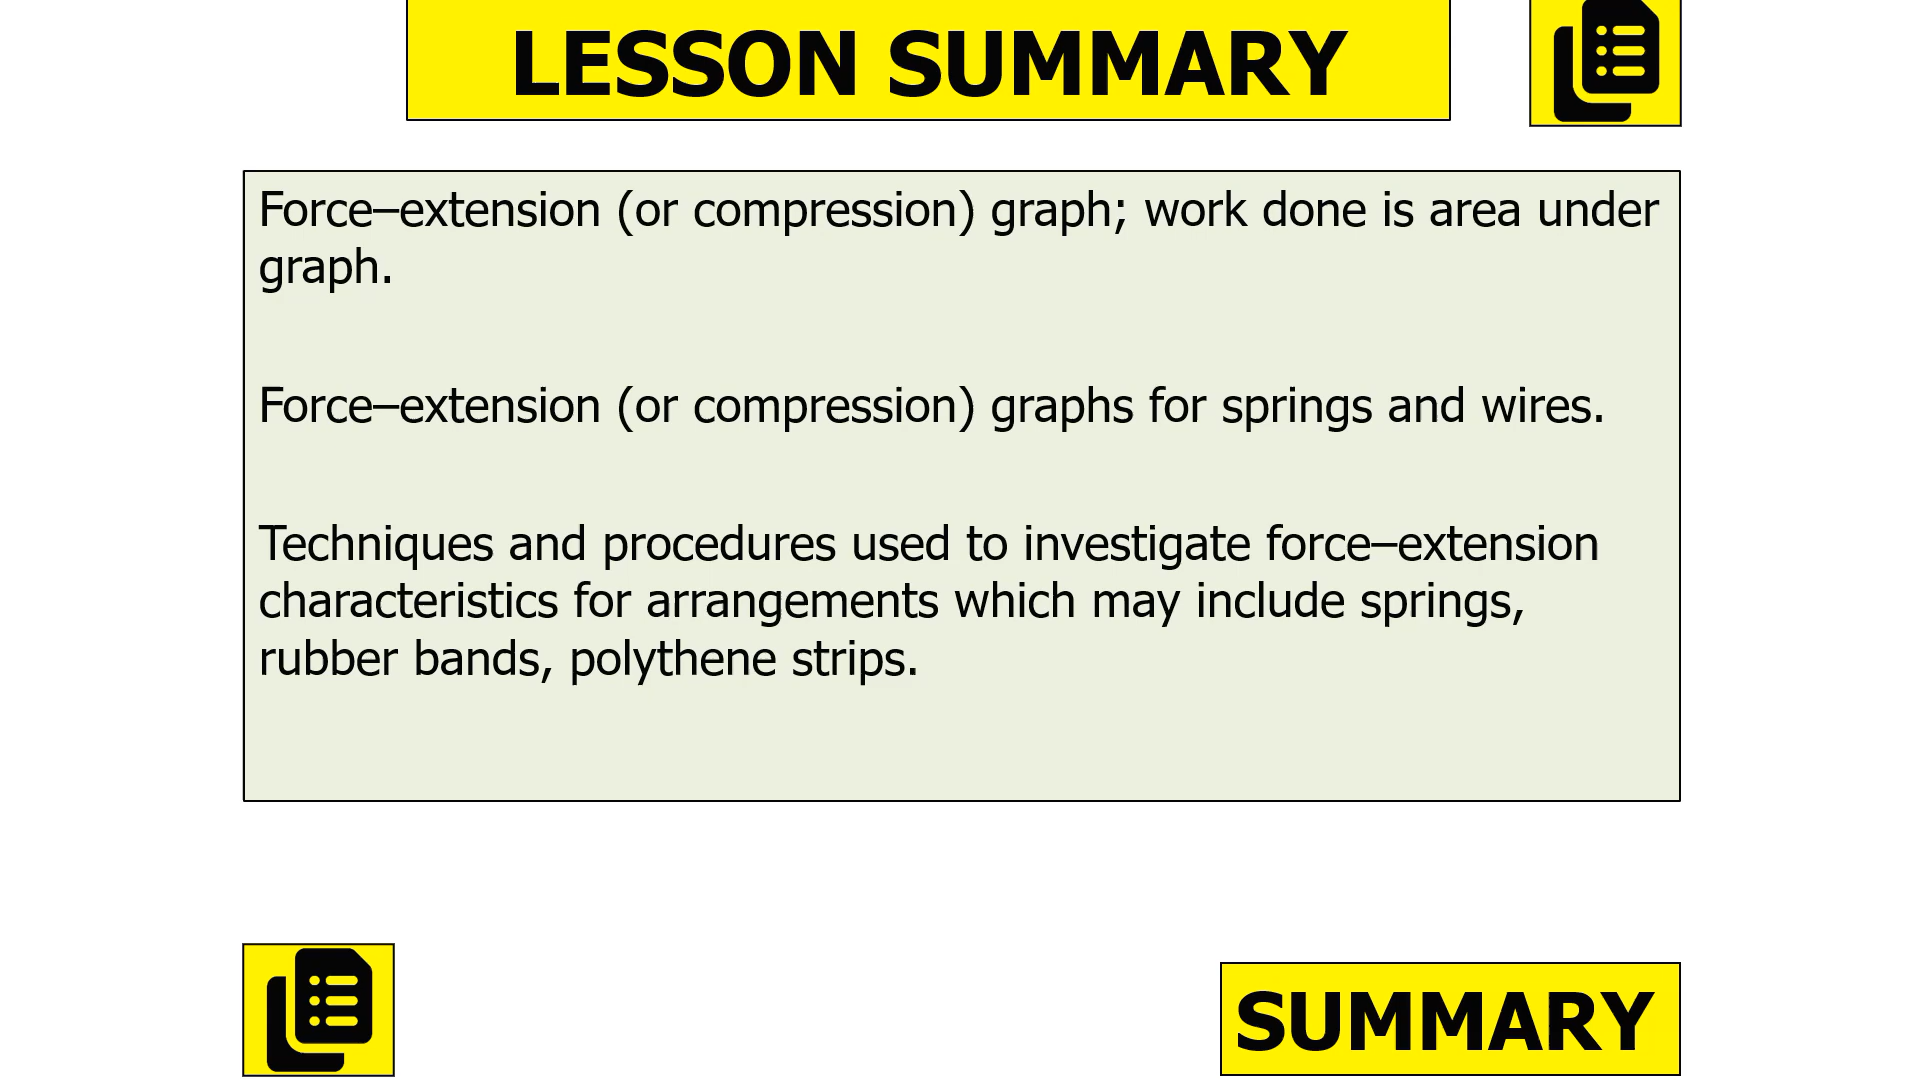 LESSON SUMMARY
Force–extension (or compression) graph; work done is area under
graph.
Force–extension (or compression) graphs for springs and wires.
Techniques and procedures used to investigate force–extension
characteristics for arrangements which may include springs,
rubber bands, polythene strips.
SUMMARY